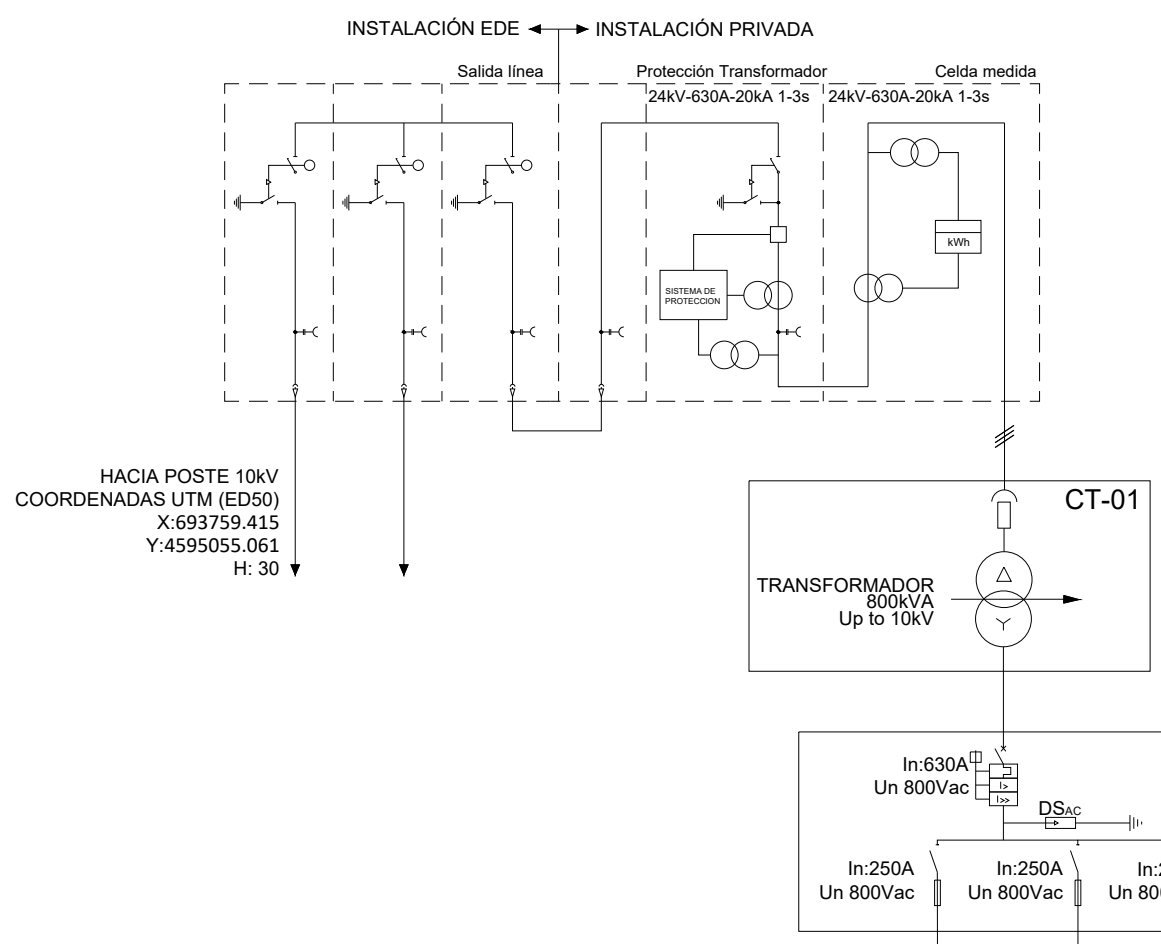 INSTALACIÓN EDE
INSTALACIÓN PRIVADA
Salida línea
Protección Transformador
Celda medida
24kV-630A-20kA 1-3s
24kV-630A-20kA 1-3s
kWh
SISTEMA DE
PROTECCION
HACIA POSTE 10kV
COORDENADAS UTM (ED50)
X:693759.415
Y:4595055.061
H: 30
CT-01
TRANSFORMADOR
800kVA
Up to 10kV
In:630A
Un 800Vac
I>
I>>
DSAC
In:250A
Un 800Vac
In:250A
Un 800Vac